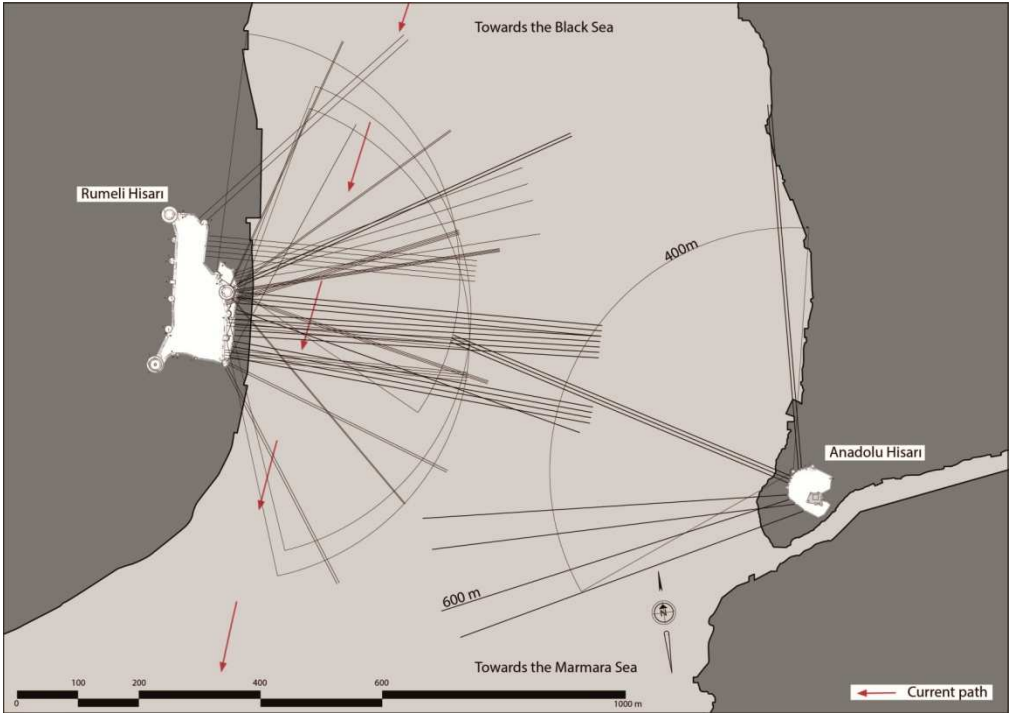 Towards the Black Sea
Rumeli Hisarı
400m
Anadolu Hisarı
600 m
N
Towards the Marmara Sea
0 100 200 400 600 1000 m
Current path